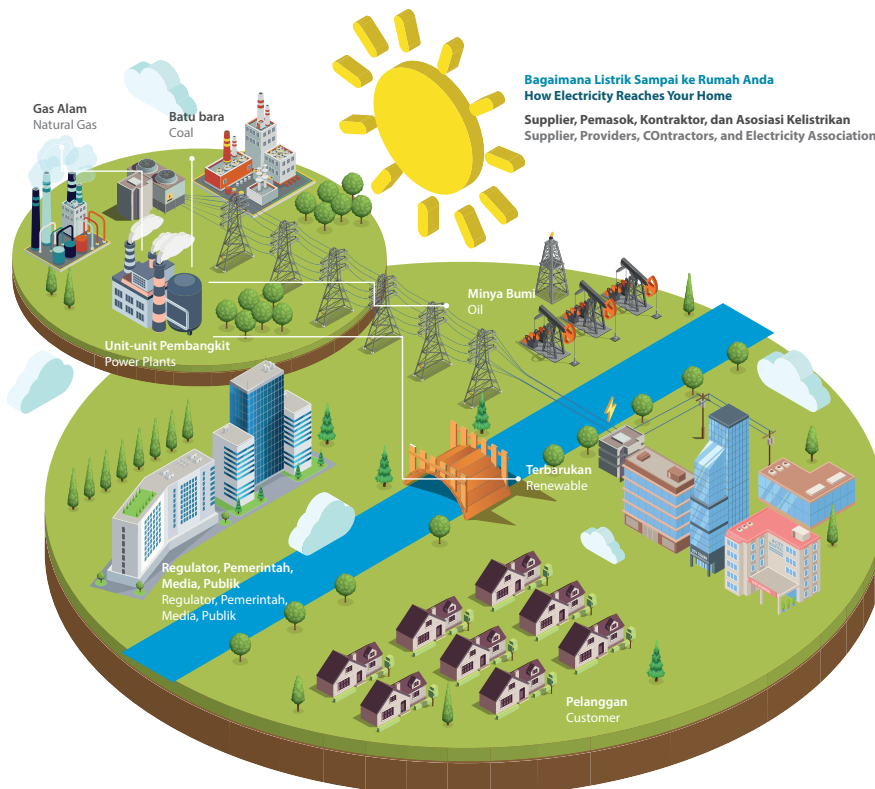 Bagaimana Listrik Sampai ke Rumah Anda
How Electricity Reaches Your Home
Supplier, Pemasok, Kontraktor, dan Asosiasi Kelistrikan
Supplier, Providers, COntractors, and Electricity Association
Gas Alam
Natural Gas
Batu bara
Coal
Minya Bumi
Oil
Unit-unit Pembangkit
Power Plants
Terbarukan
Renewable
Regulator, Pemerintah,
Media, Publik
Regulator, Pemerintah,
Media, Publik
Pelanggan
Customer